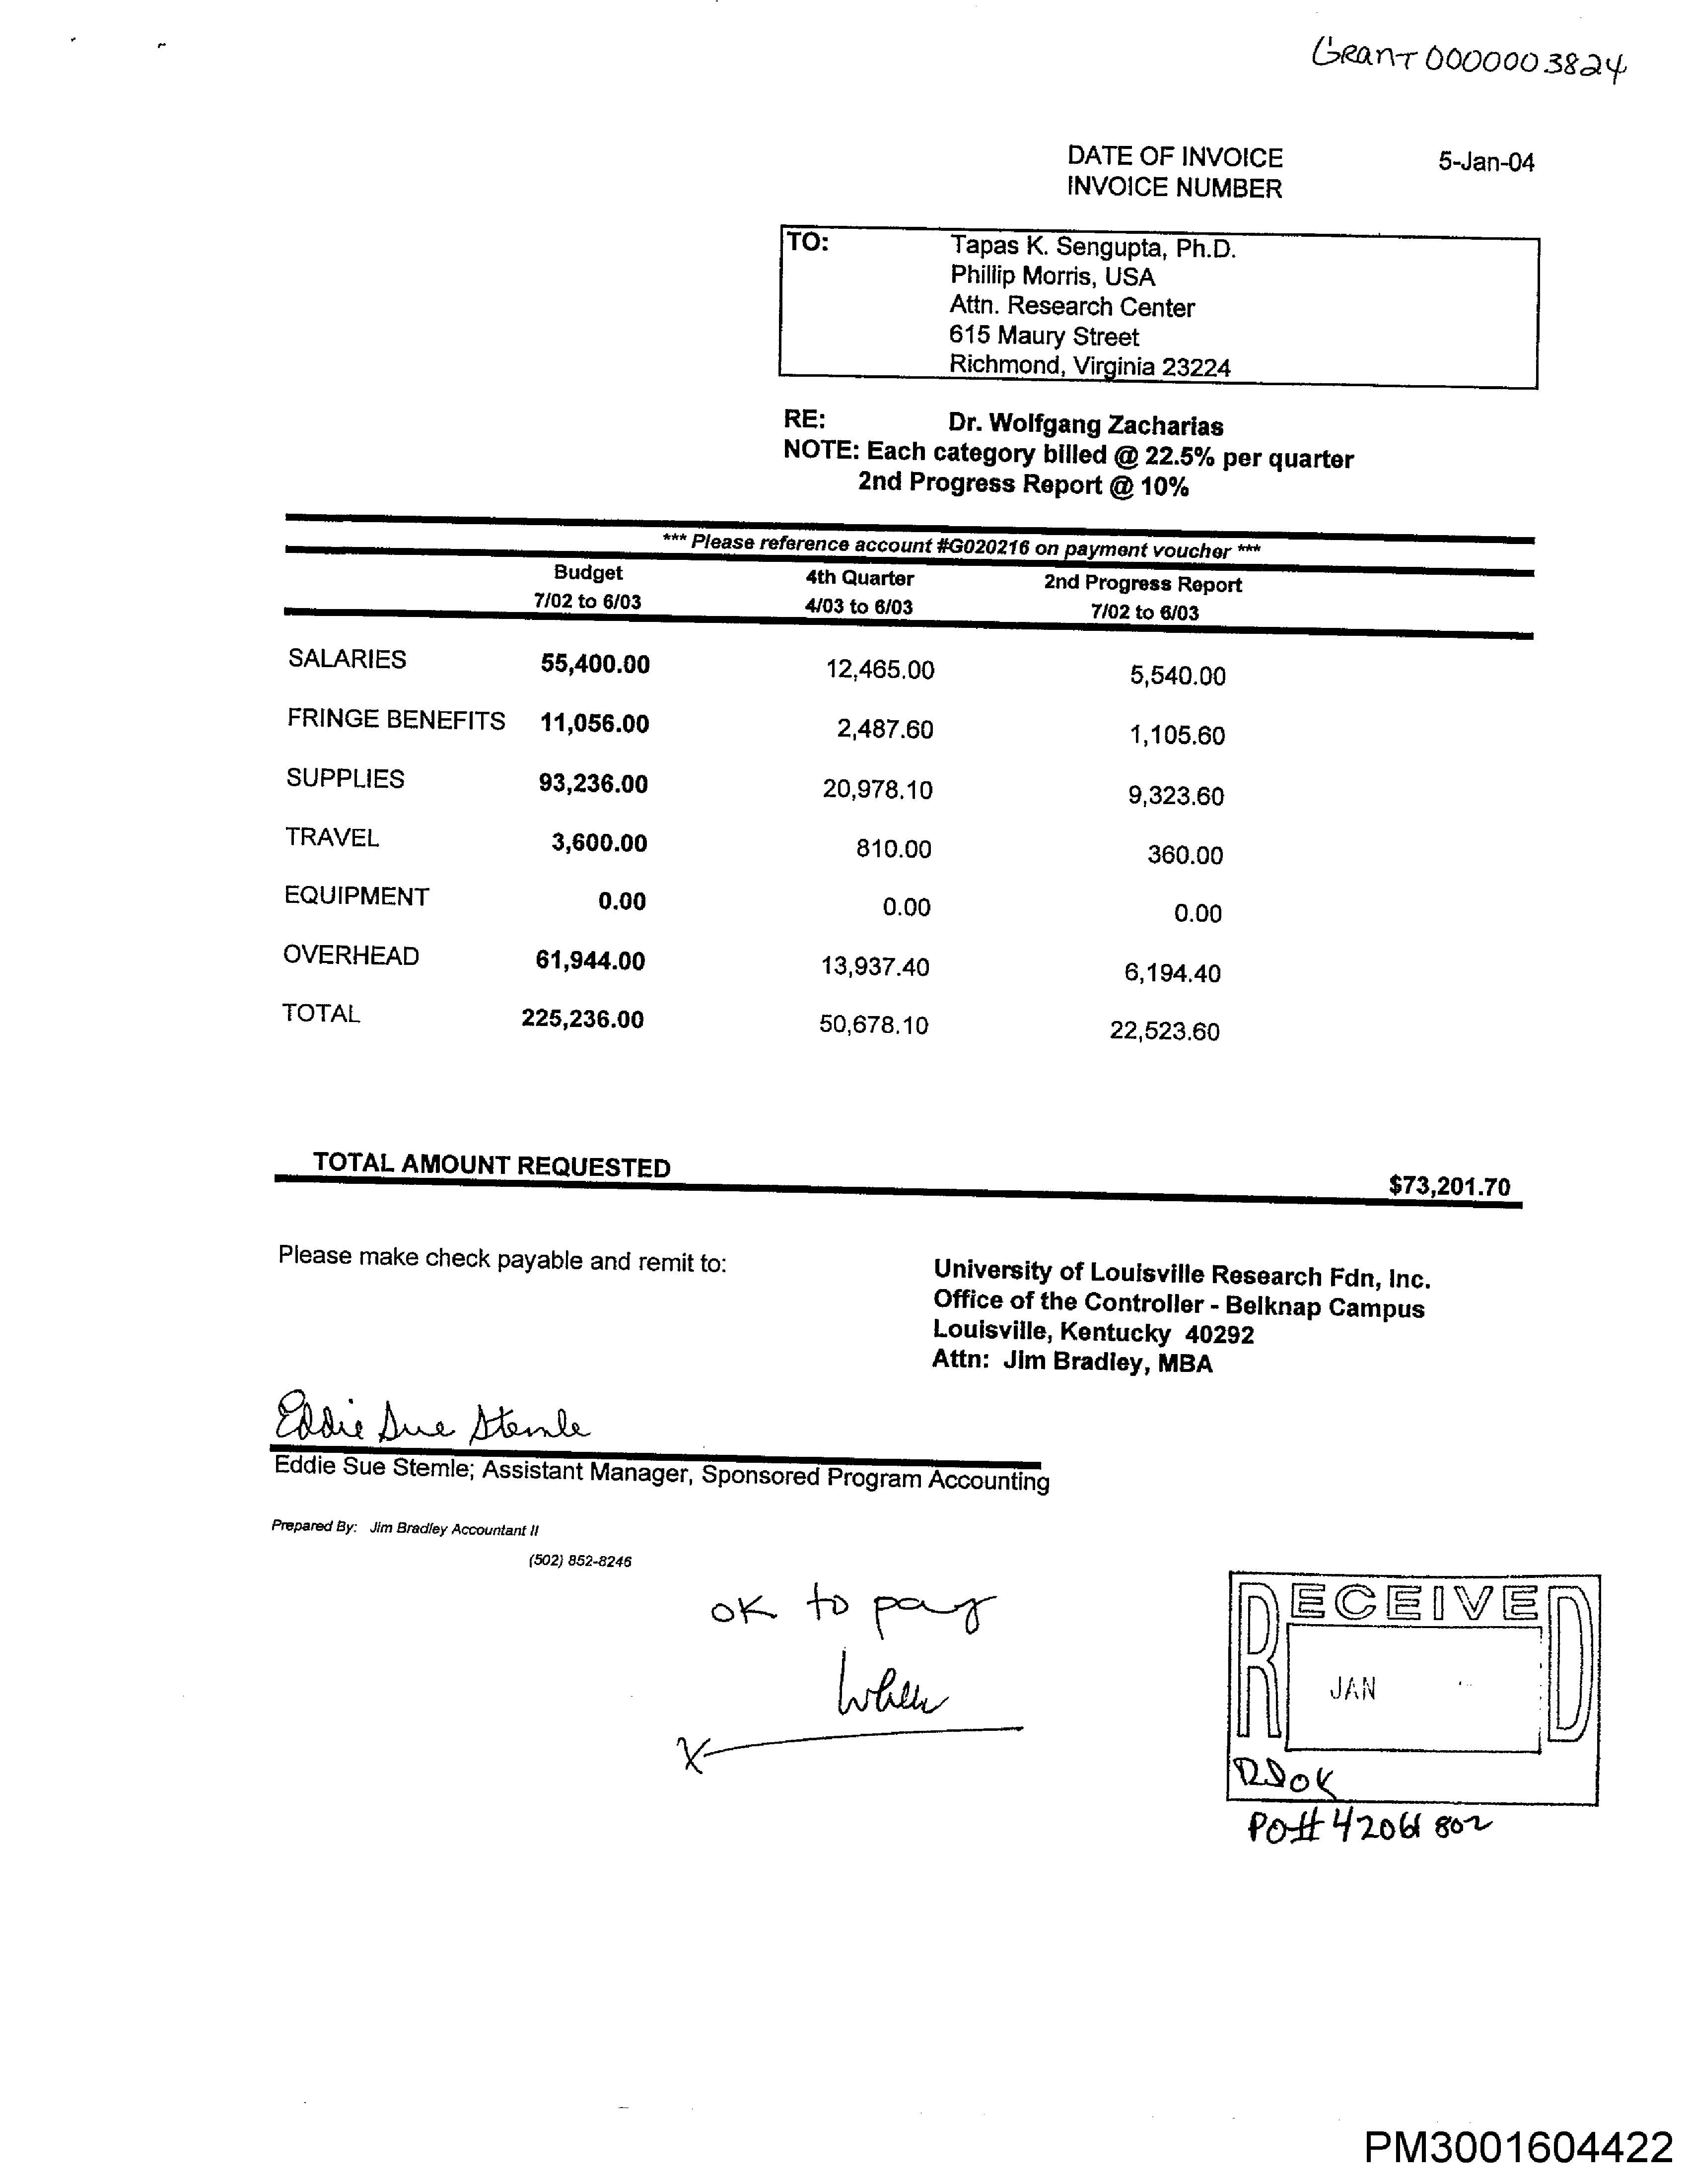 Grant 0000003824
DATE OF INVOICE 5-Jan-04
INVOICE NUMBER
TO: Tapas K. Sengupta, Ph.D.
Phillip Morris, USA
Attn. Research Center
615 Maury Street
Richmond, Virginia 23224
RE: Dr. Wolfgang Zacharias
NOTE: Each category billed @ 22.5% per quarter
2nd Progress Report @ 10%
*** Please reference account #G020216 on payment voucher ***
Budget 4th Quarter 2nd Progress Report
7/02 to 6/03 4/03 to 6/03 7/02 to 6/03
SALARIES 55,400.00 12,465.00 5,540.00
FRINGE BENEFITS 11,056.00 2,487.60 1,105.60
SUPPLIES 93,236.00 20,978.10 9,323.60
TRAVEL 3,600.00 810.00 360.00
EQUIPMENT 0.00 0.00 0.00
OVERHEAD 61,944.00 13,937.40 6,194.40
TOTAL 225,236.00 50,678.10 22,523.60
TOTAL AMOUNT REQUESTED $73,201.70
Please make check payable and remit to:
University of Louisville Research Fdn, Inc.
Office of the Controller - Belknap Campus
Louisville, Kentucky 40292
Attn: Jim Bradley, MBA
Eddie Sue Stemle
Eddie Sue Stemle; Assistant Manager, Sponsored Program Accounting
Prepared By: Jim Bradley Accountant II
(502) 852-8246
OK to pay
X
RECEIVED
JAN
OK
PO# 802
PM3001604422